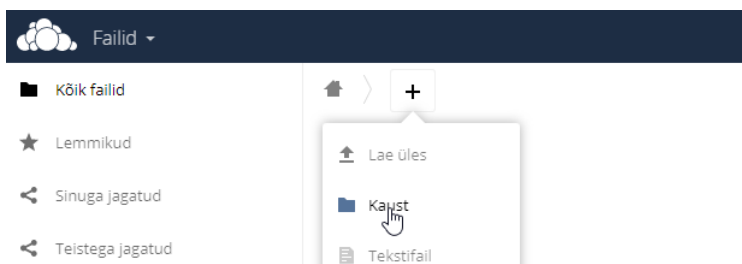 Failid
Kõik failid
Lemmikud
Sinuga jagatud
Teistega jagatud
+
Lae üles
Kaust
Tekstifail